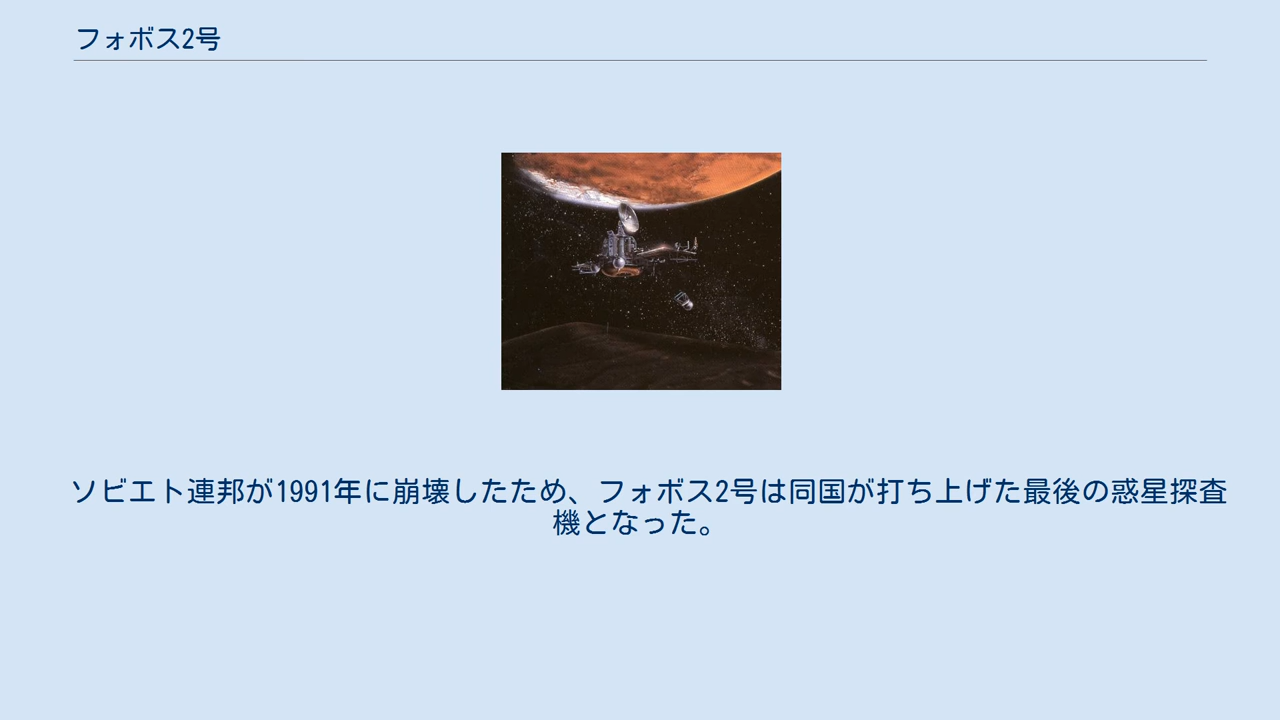 フォボス2号
ソビエト連邦が1991年に崩壊したため、フォボス2号は同国が打ち上げた最後の惑星探査
機となった。